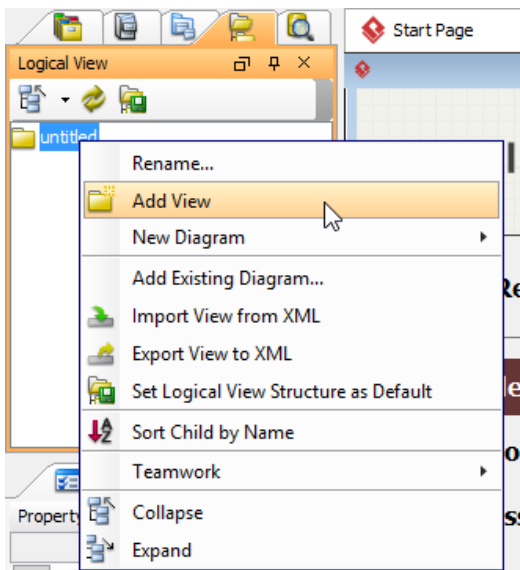 Start Page
Logical View
untitled
Rename...
Add View
New Diagram
Add Existing Diagram...
Import View from XML
Export View to XML
Set Logical View Structure as Default
Sort Child by Name
Teamwork
Collapse
Expand